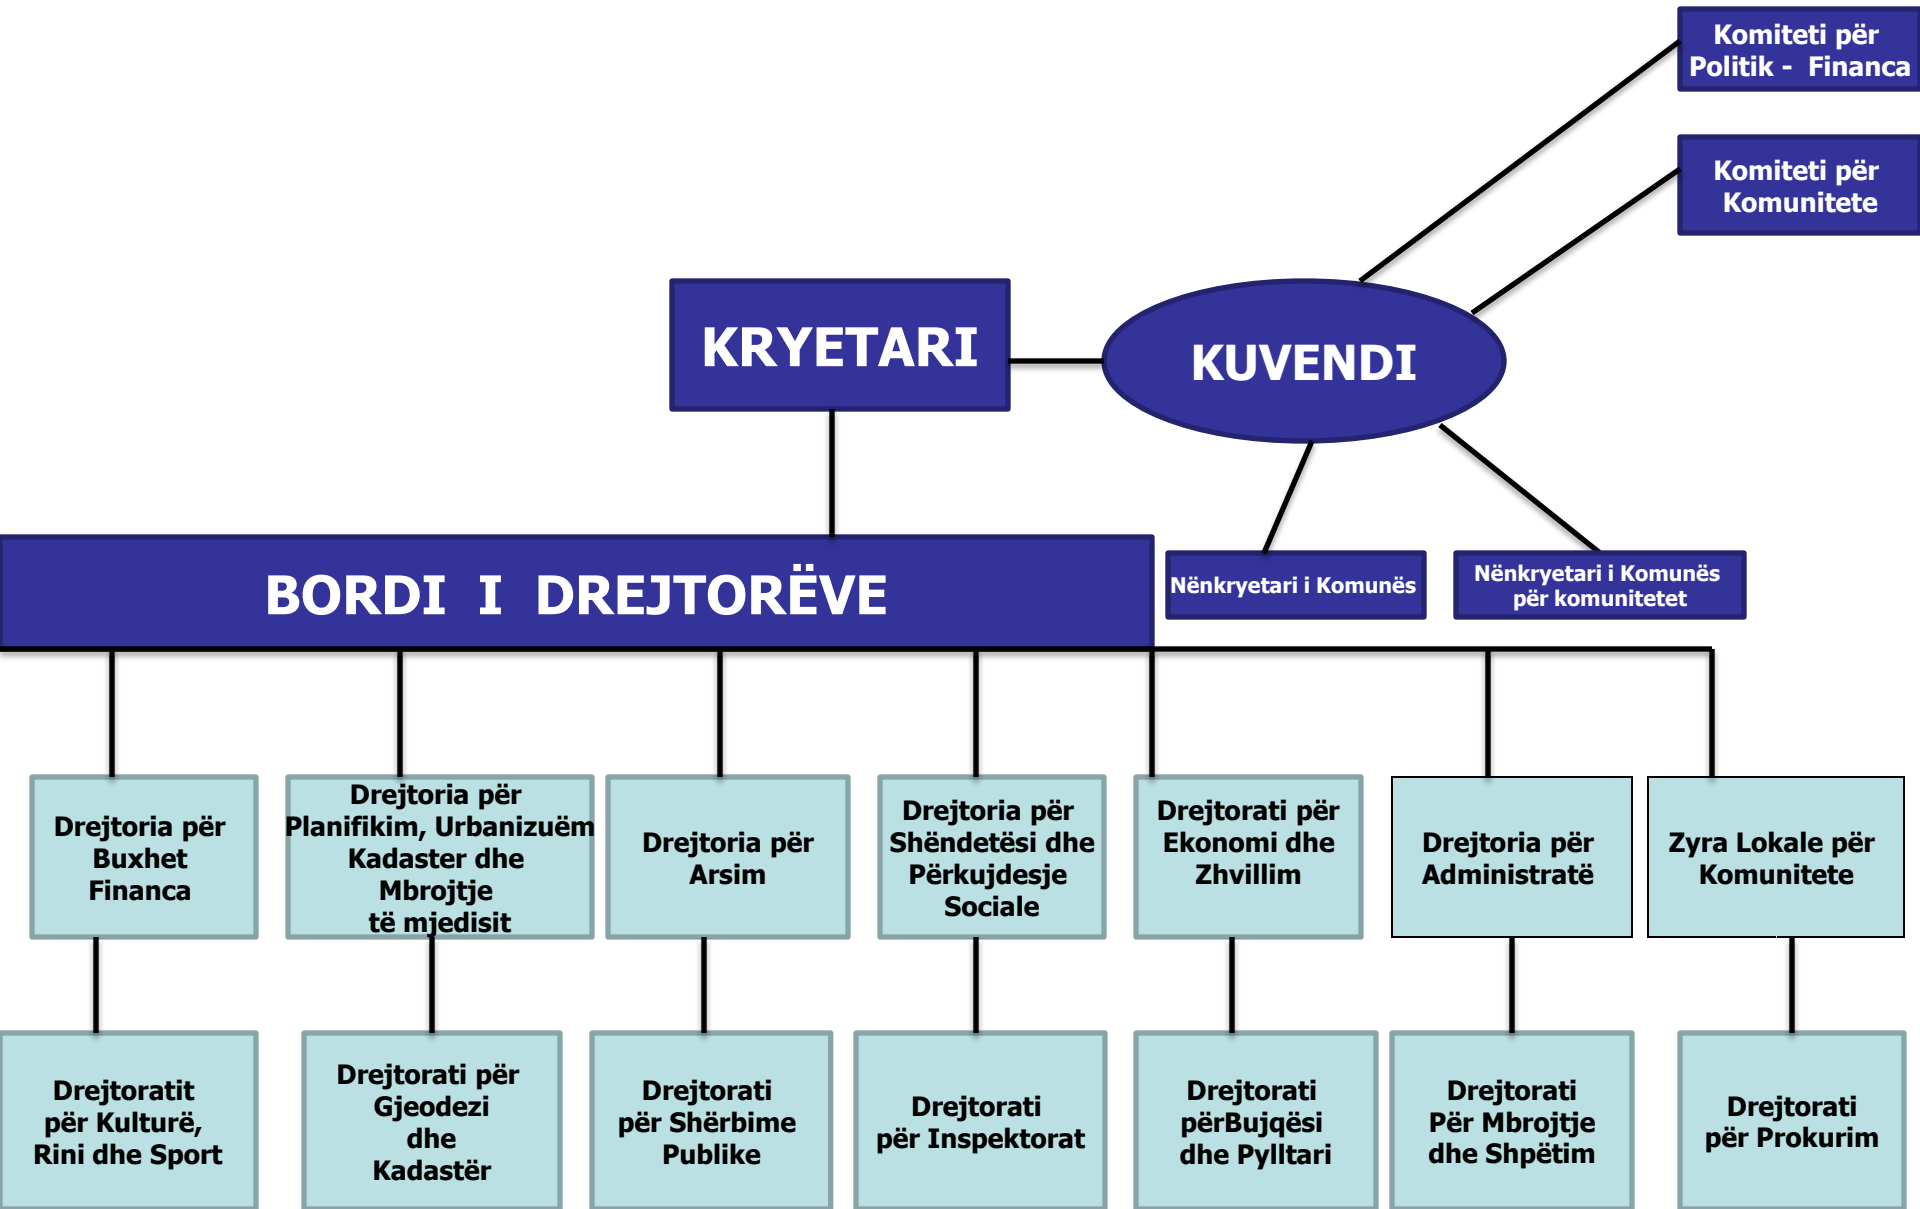 Komiteti për
Politik - Financa
Komiteti për
Komunitete
KRYETARI
KUVENDI
BORDI I DREJTORËVE
Nënkryetari i Komunës
Nënkryetari i Komunës
për komunitetet
Drejtoria për
Buxhet
Financa
Drejtoria për
Planifikim, Urbanizuëm
Kadaster dhe
Mbrojtje
të mjedisit
Drejtoria për
Arsim
Drejtoria për
Shëndetësi dhe
Përkujdesje
Sociale
Drejtorati për
Ekonomi dhe
Zhvillim
Drejtoria për
Administratë
Zyra Lokale për
Komunitete
Drejtoratit
për Kulturë,
Rini dhe Sport
Drejtorati për
Gjeodezi
dhe
Kadastër
Drejtorati
për Shërbime
Publike
Drejtorati
për Inspektorat
Drejtorati
përBujqësi
dhe Pylltari
Drejtorati
Për Mbrojtje
dhe Shpëtim
Drejtorati
për Prokurim